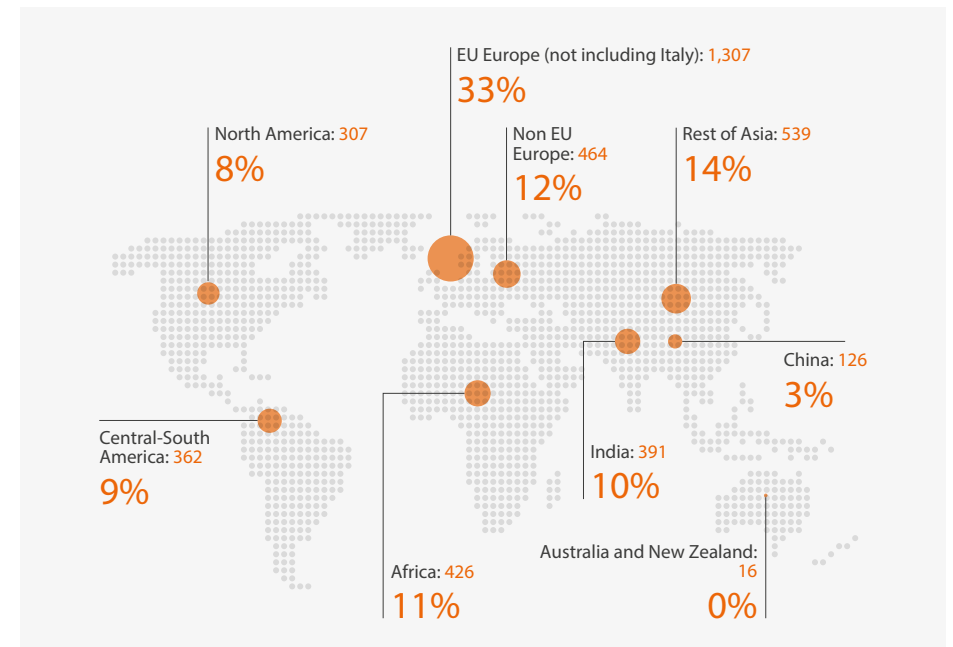 EU Europe (not including Italy): 1,307
33%
North America: 307
8%
Non EU
Europe: 464
12%
Rest of Asia: 539
14%
China: 126
3%
Central-South
America: 362
9%
India: 391
10%
Australia and New Zealand:
16
0%
Africa: 426
11%